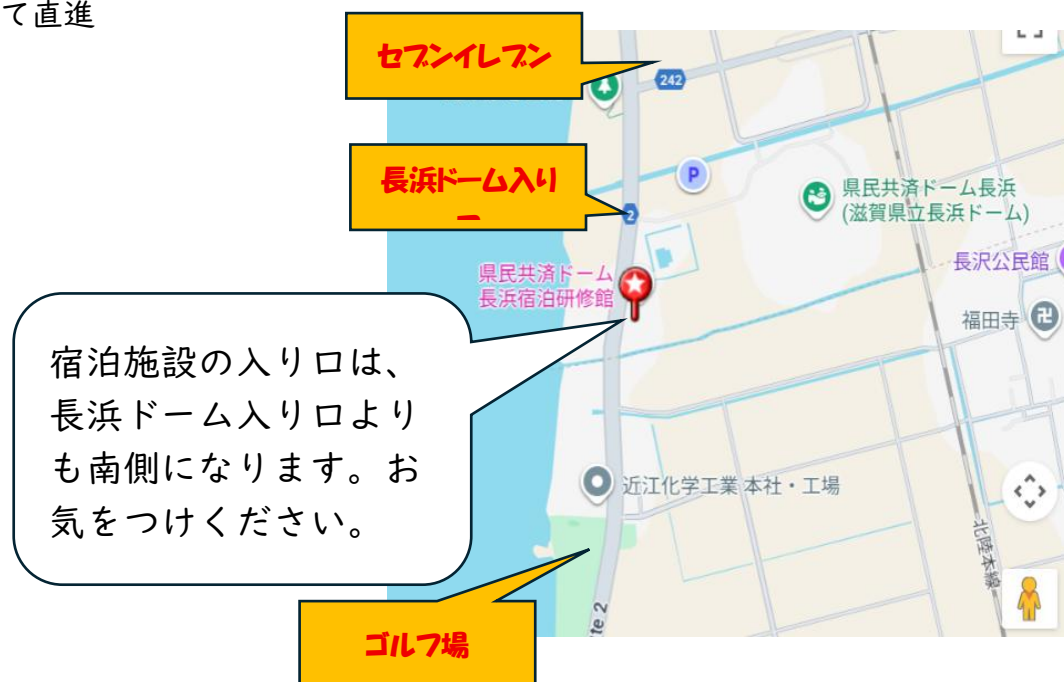 て直進
セブンイレブン
242
長浜ドーム入り
P
県民共済ドーム長浜
(滋賀県立長浜ドーム)
2
長沢公民館
県民共済ドーム
長浜宿泊研修館
福田寺
宿泊施設の入り口は、
長浜ドーム入り口より
も南側になります。お
気をつけください。
近江化学工業 本社・工場
北陸本線
te 2
ゴルフ場